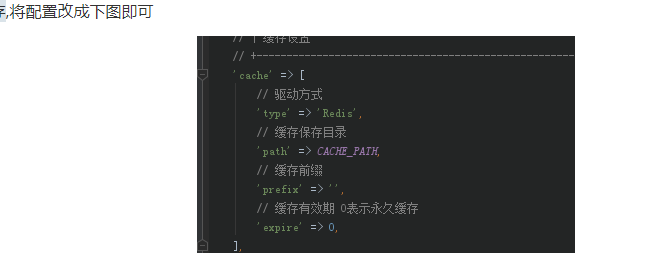 存,将配置改成下图即可
// | 缓存设置
// +----------------------------------------------------------------------
'cache' => [
// 驱动方式
'type' => 'Redis',
// 缓存保存目录
'path' => CACHE_PATH,
// 缓存前缀
'prefix' => '',
// 缓存有效期 0表示永久缓存
'expire' => 0,
],